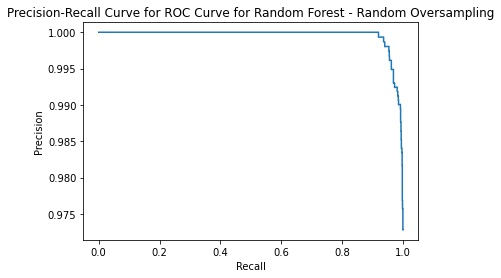 Precision-Recall Curve for ROC Curve for Random Forest - Random Oversampling
1.000
0.995
0.990
0.985
0.980
0.975
Precision
0.0 0.2 0.4 0.6 0.8 1.0
Recall